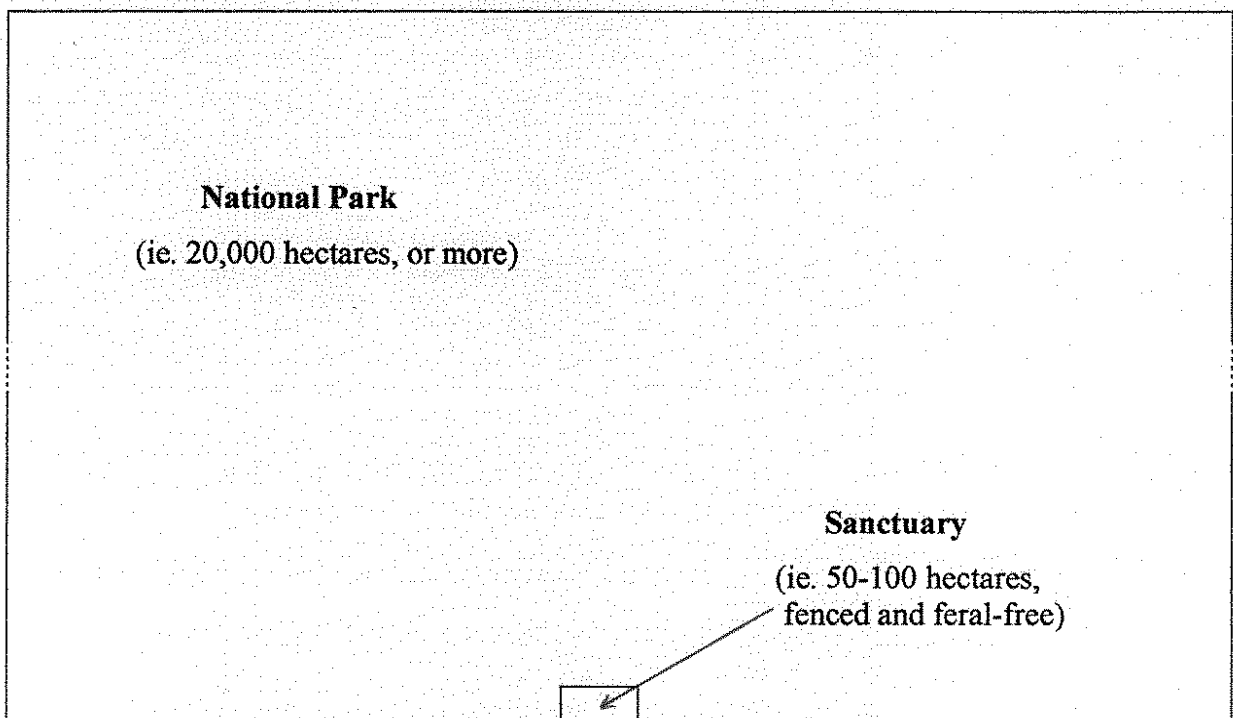 National Park
(ie. 20,000 hectares, or more)
Sanctuary
(ie. 50-100 hectares,
fenced and feral-free)